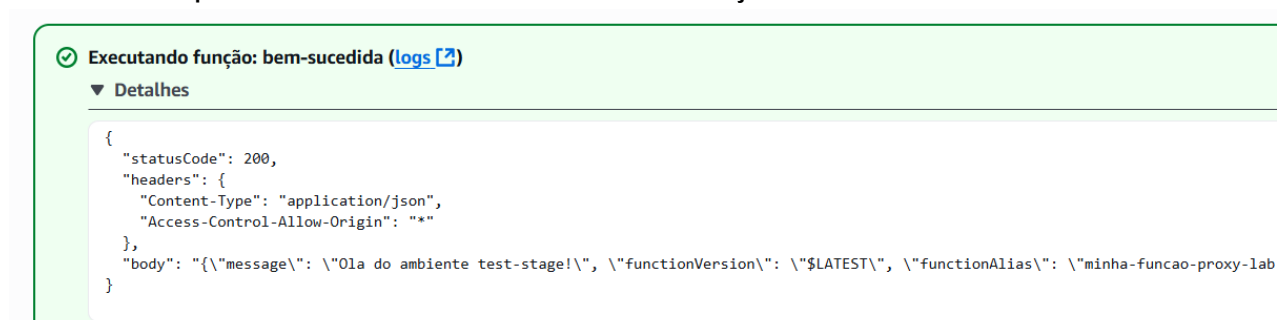 Executando função: bem-sucedida (logs)
Detalhes
{
  "statusCode": 200,
  "headers": {
    "Content-Type": "application/json",
    "Access-Control-Allow-Origin": "*"
  },
  "body": "{\"message\": \"Ola do ambiente test-stage!\", \"functionVersion\": \"$LATEST\", \"functionAlias\": \"minha-funcao-proxy-lab
}